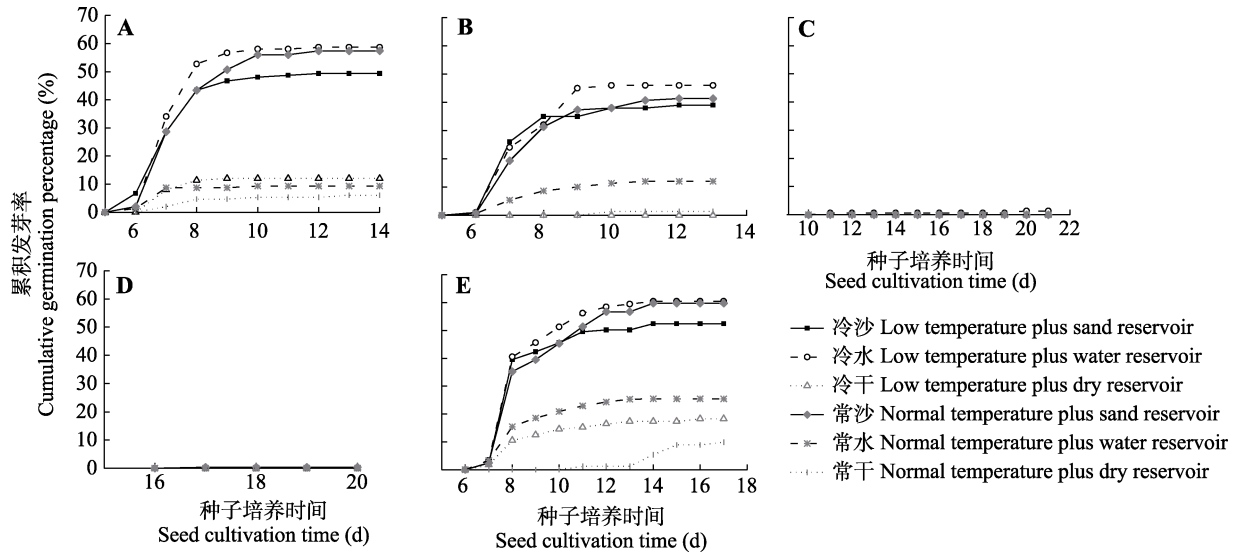 累积发芽率
Cumulative germination percentage (%)
A
70
60
50
40
30
20
10
0
6
8
10
12
14
B
6
8
10
12
14
C
10
12
14
16
18
20
22
种子培养时间
Seed cultivation time (d)
D
70
60
50
40
30
20
10
0
16
18
20
种子培养时间
Seed cultivation time (d)
E
6
8
10
12
14
16
18
种子培养时间
Seed cultivation time (d)
冷沙 Low temperature plus sand reservoir
冷水 Low temperature plus water reservoir
冷干 Low temperature plus dry reservoir
常沙 Normal temperature plus sand reservoir
常水 Normal temperature plus water reservoir
常干 Normal temperature plus dry reservoir